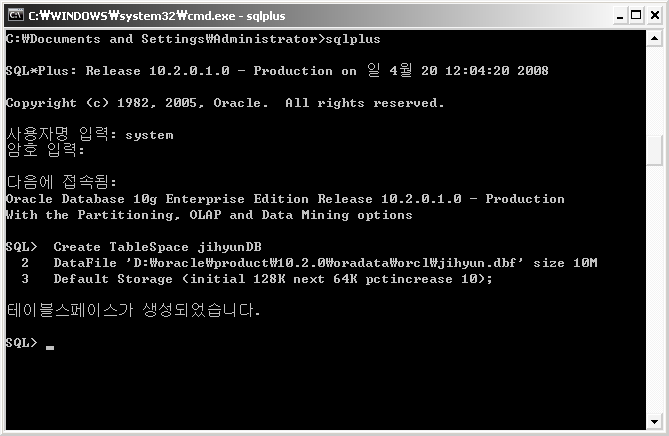 C:₩WINDOWS₩system32₩cmd.exe - sqlplus
C:₩Documents and Settings₩Administrator>sqlplus
SQL*Plus: Release 10.2.0.1.0 - Production on 일 4월 20 12:04:20 2008
Copyright (c) 1982, 2005, Oracle.  All rights reserved.
사용자명 입력: system
암호 입력:
다음에 접속됨:
Oracle Database 10g Enterprise Edition Release 10.2.0.1.0 - Production
With the Partitioning, OLAP and Data Mining options
SQL>  Create TableSpace jihyunDB
  2   DataFile 'D:₩oracle₩product₩10.2.0₩oradata₩orcl₩jihyun.dbf' size 10M
  3   Default Storage (initial 128K next 64K pctincrease 10);
테이블스페이스가 생성되었습니다.
SQL> _